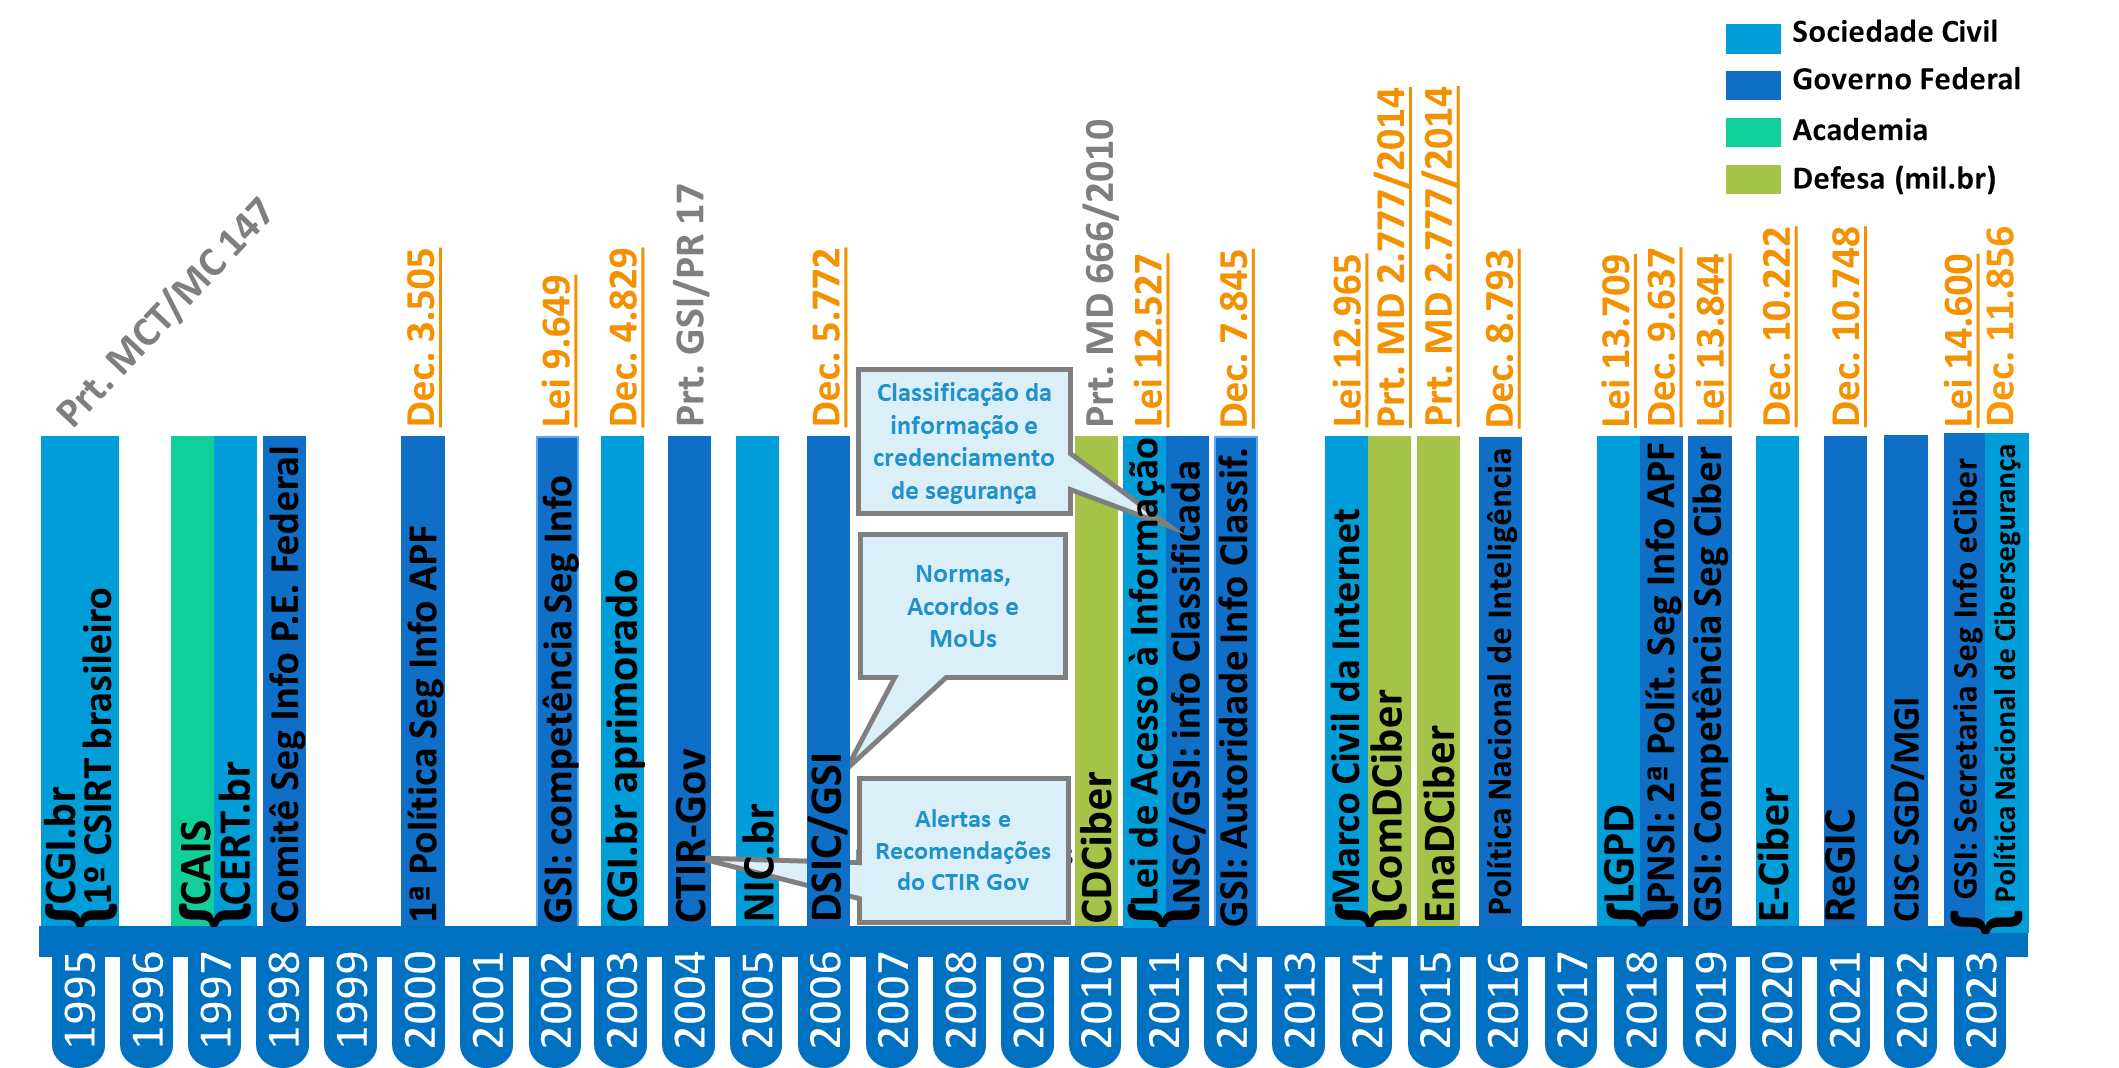 Sociedade Civil
Governo Federal
Academia
Defesa (mil.br)
Prt. MCT/MC 147
Dec. 3.505
Lei 9.649
Dec. 4.829
Prt. GSI/PR 17
Dec. 5.772
Prt. MD 666/2010
Lei 12.527
Dec. 7.845
Lei 12.965
Prt. MD 2.777/2014
Prt. MD 2.777/2014
Dec. 8.793
Lei 13.709
Dec. 9.637
Lei 13.844
Dec. 10.222
Dec. 10.748
Lei 14.600
Dec. 11.856
{CGI.br
{1º CSIRT brasileiro
{CAIS
{CERT.br
Comitê Seg Info P.E. Federal
1ª Política Seg Info APF
GSI: competência Seg Info
CGI.br aprimorado
CTIR-Gov
NIC.br
DSIC/GSI
Classificação da
informação e
credenciamento
de segurança
Normas,
Acordos e
MoUs
Alertas e
Recomendações
do CTIR Gov
CDCiber
{Lei de Acesso à Informação
{NSC/GSI: info Classificada
GSI: Autoridade Info Classif.
{Marco Civil da Internet
{ComDCiber
EnaDCiber
Política Nacional de Inteligência
{LGPD
{PNSI: 2ª Polít. Seg Info APF
GSI: Competência Seg Ciber
E-Ciber
ReGIC
CISC SGD/MGI
{GSI: Secretaria Seg Info eCiber
{Política Nacional de Cibersegurança
1995
1996
1997
1998
1999
2000
2001
2002
2003
2004
2005
2006
2007
2008
2009
2010
2011
2012
2013
2014
2015
2016
2017
2018
2019
2020
2021
2022
2023